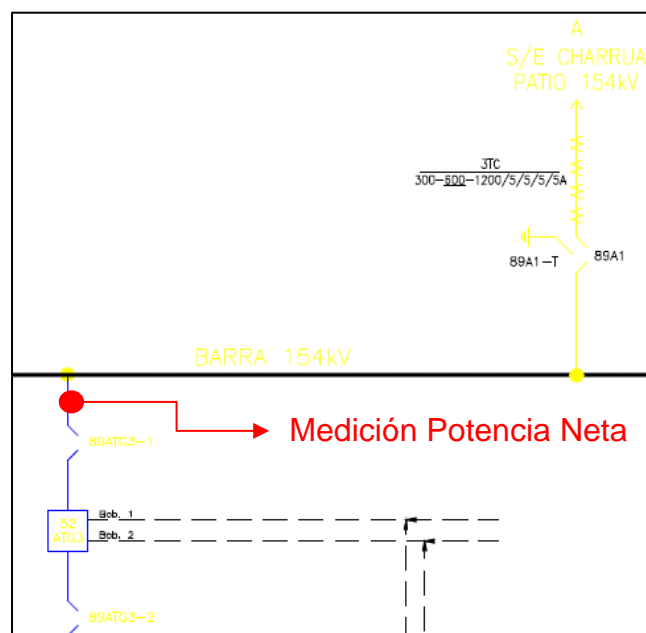 A
S/E CHARRUA
PATIO 154kV
3TC
300-600-1200/5/5/5/5A
89A1-T
89A1
BARRA 154kV
Medición Potencia Neta
89ATG3-1
52
ATG3
Bob. 1
Bob. 2
89ATG3-2